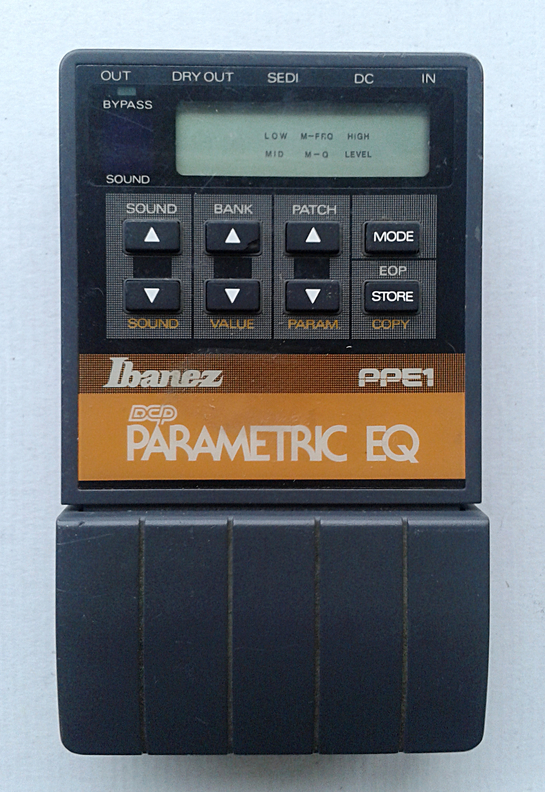 OUT DRY OUT SEDI DC IN
BYPASS
LOW M-FRQ HIGH
MID M-Q LEVEL
SOUND
SOUND BANK PATCH
MODE
EOP
STORE
SOUND VALUE PARAM. COPY
Ibanez PPE1
DCP
PARAMETRIC EQ